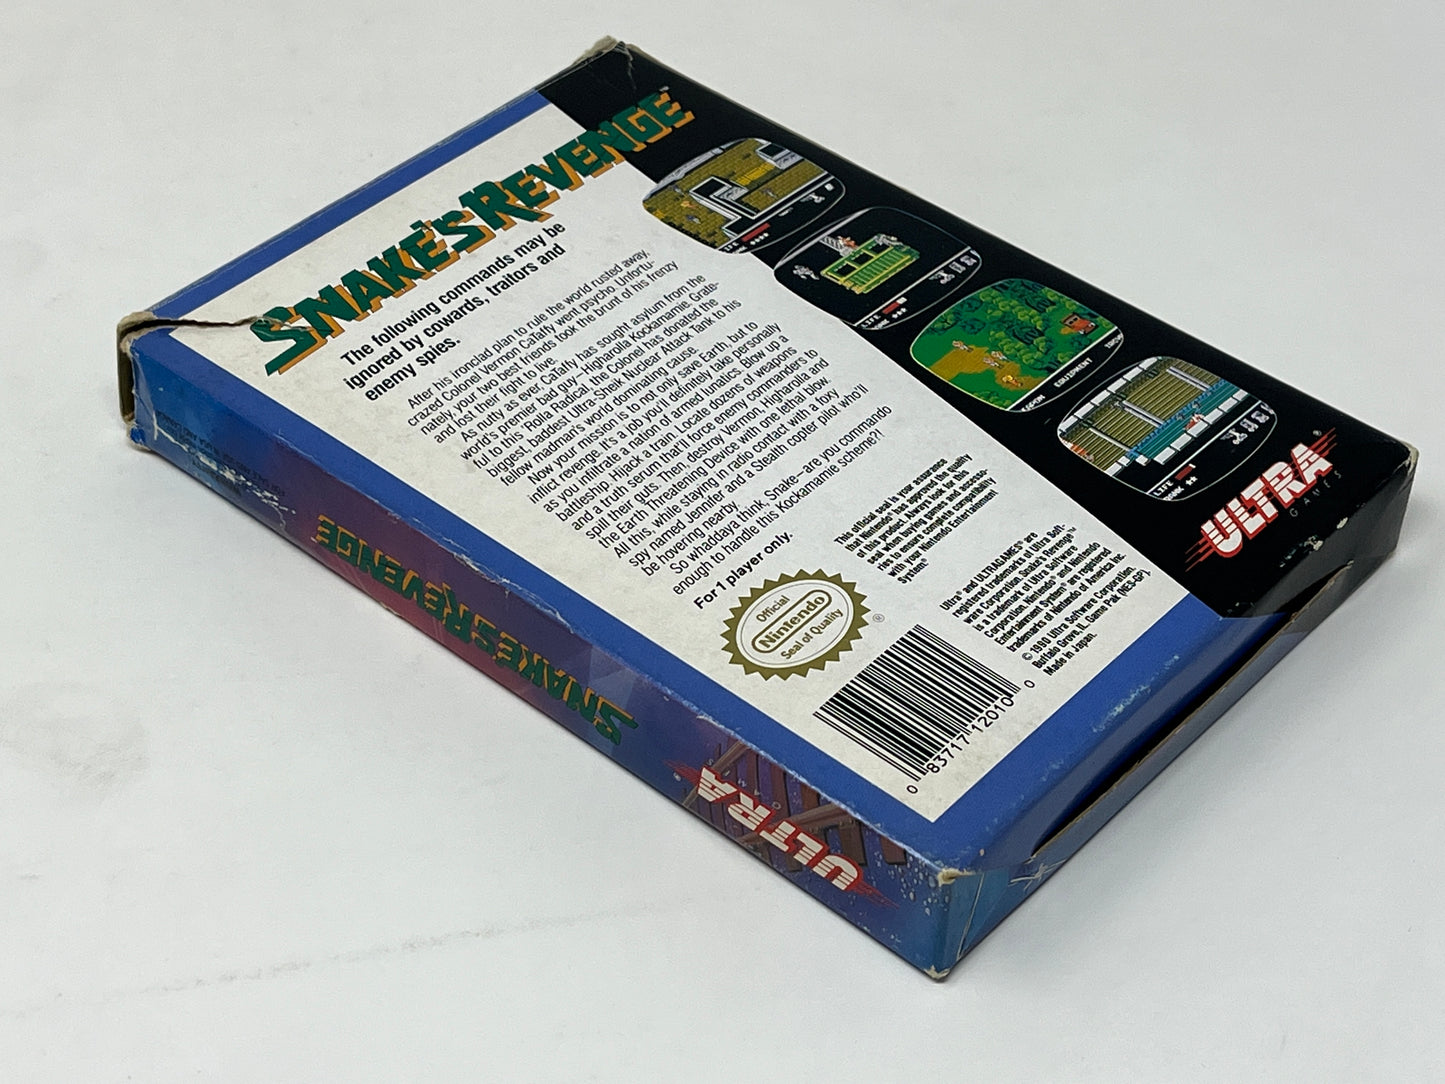 SNAKE'S REVENGE™
The following commands may be
ignored by cowards, traitors and
enemy spies.
After his ironclad plan to rule the world rusted away,
crazed Colonel Vermon CaTaffy went psycho. Unfortu-
nately, your two best friends took the brunt of his frenzy
and lost their right to live.
As nutty as ever CaTaffy has sought asylum from the
world's premier bad guy—Higharolla Kockamamie. Grate-
ful to this Rolla Radical, the Colonel has donated the
biggest, baddest Ultra-Sheik Nuclear Attack Tank to his
fellow madman's world dominating cause.
Now your mission is to not only save Earth, but to
inflict revenge. It's a job you'll definitely take personally
as you infiltrate a nation of armed lunatics. Blow up a
battleship. Hijack a train. Locate dozens of weapons
and a truth serum that'll force enemy commanders to
spill their guts. Then, destroy Vermon, Higharolla and
the Earth Threatening Device with one lethal blow.
All this, while staying in radio contact with a foxy
spy named Jennifer and a Stealth copter pilot who'll
be hovering nearby.
So whaddaya think, Snake—are you commando
enough to handle this Kockamamie scheme?!
For 1 player only.
Official
Nintendo
Seal of Quality
®
This official seal is your assurance
that Nintendo® has approved the quality
of this product. Always look for this
seal when buying games and accesso-
ries to ensure complete compatibility
with your Nintendo Entertainment
System®
Ultra® and ULTRAGAMES® are
registered trademarks of Ultra Soft-
ware Corporation. Snake's Revenge™
is a trademark of Ultra Software
Corporation. Nintendo® and Nintendo
Entertainment System® are registered
trademarks of Nintendo of America Inc.
© 1990 Ultra Software Corporation.
Buffalo Grove, IL. Game Pak (NES-GP).
Made in Japan.
0 83717 12010 0
LIFE
LIFE
EQUIPMENT
LIFE
ULTRA®
GAMES
SNAKE'S REVENGE
ULTRA